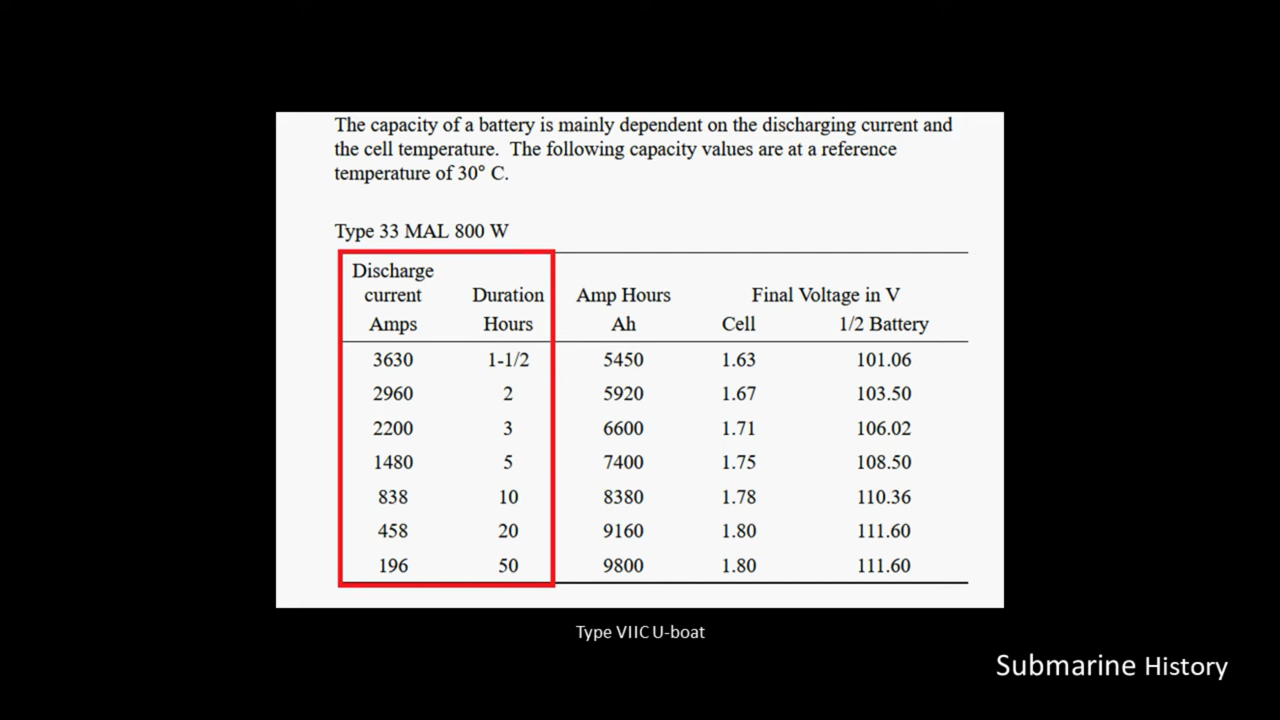 The capacity of a battery is mainly dependent on the discharging current and
the cell temperature. The following capacity values are at a reference
temperature of 30° C.
Type 33 MAL 800 W
Discharge
current Duration Amp Hours Final Voltage in V
Amps Hours Ah Cell 1/2 Battery
3630 1-1/2 5450 1.63 101.06
2960 2 5920 1.67 103.50
2200 3 6600 1.71 106.02
1480 5 7400 1.75 108.50
838 10 8380 1.78 110.36
458 20 9160 1.80 111.60
196 50 9800 1.80 111.60
Type VIIC U-boat
Submarine History